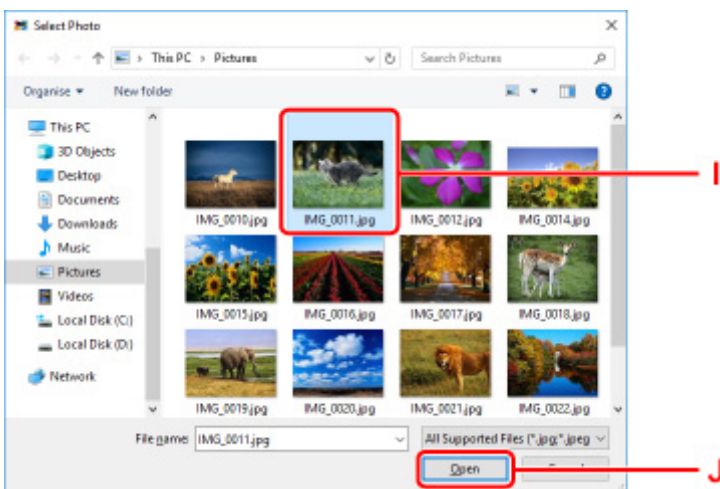 Select Photo
This PC > Pictures
Search Pictures
Organise
New folder
This PC
3D Objects
Desktop
Documents
Downloads
Music
Pictures
Videos
Local Disk (C:)
Local Disk (D:)
Network
IMG_0010.jpg
IMG_0011.jpg
IMG_0012.jpg
IMG_0014.jpg
IMG_0015.jpg
IMG_0016.jpg
IMG_0017.jpg
IMG_0018.jpg
IMG_0019.jpg
IMG_0020.jpg
IMG_0021.jpg
IMG_0022.jpg
File name: IMG_0011.jpg
All Supported Files (*.jpg;*.jpeg
Open
I
J